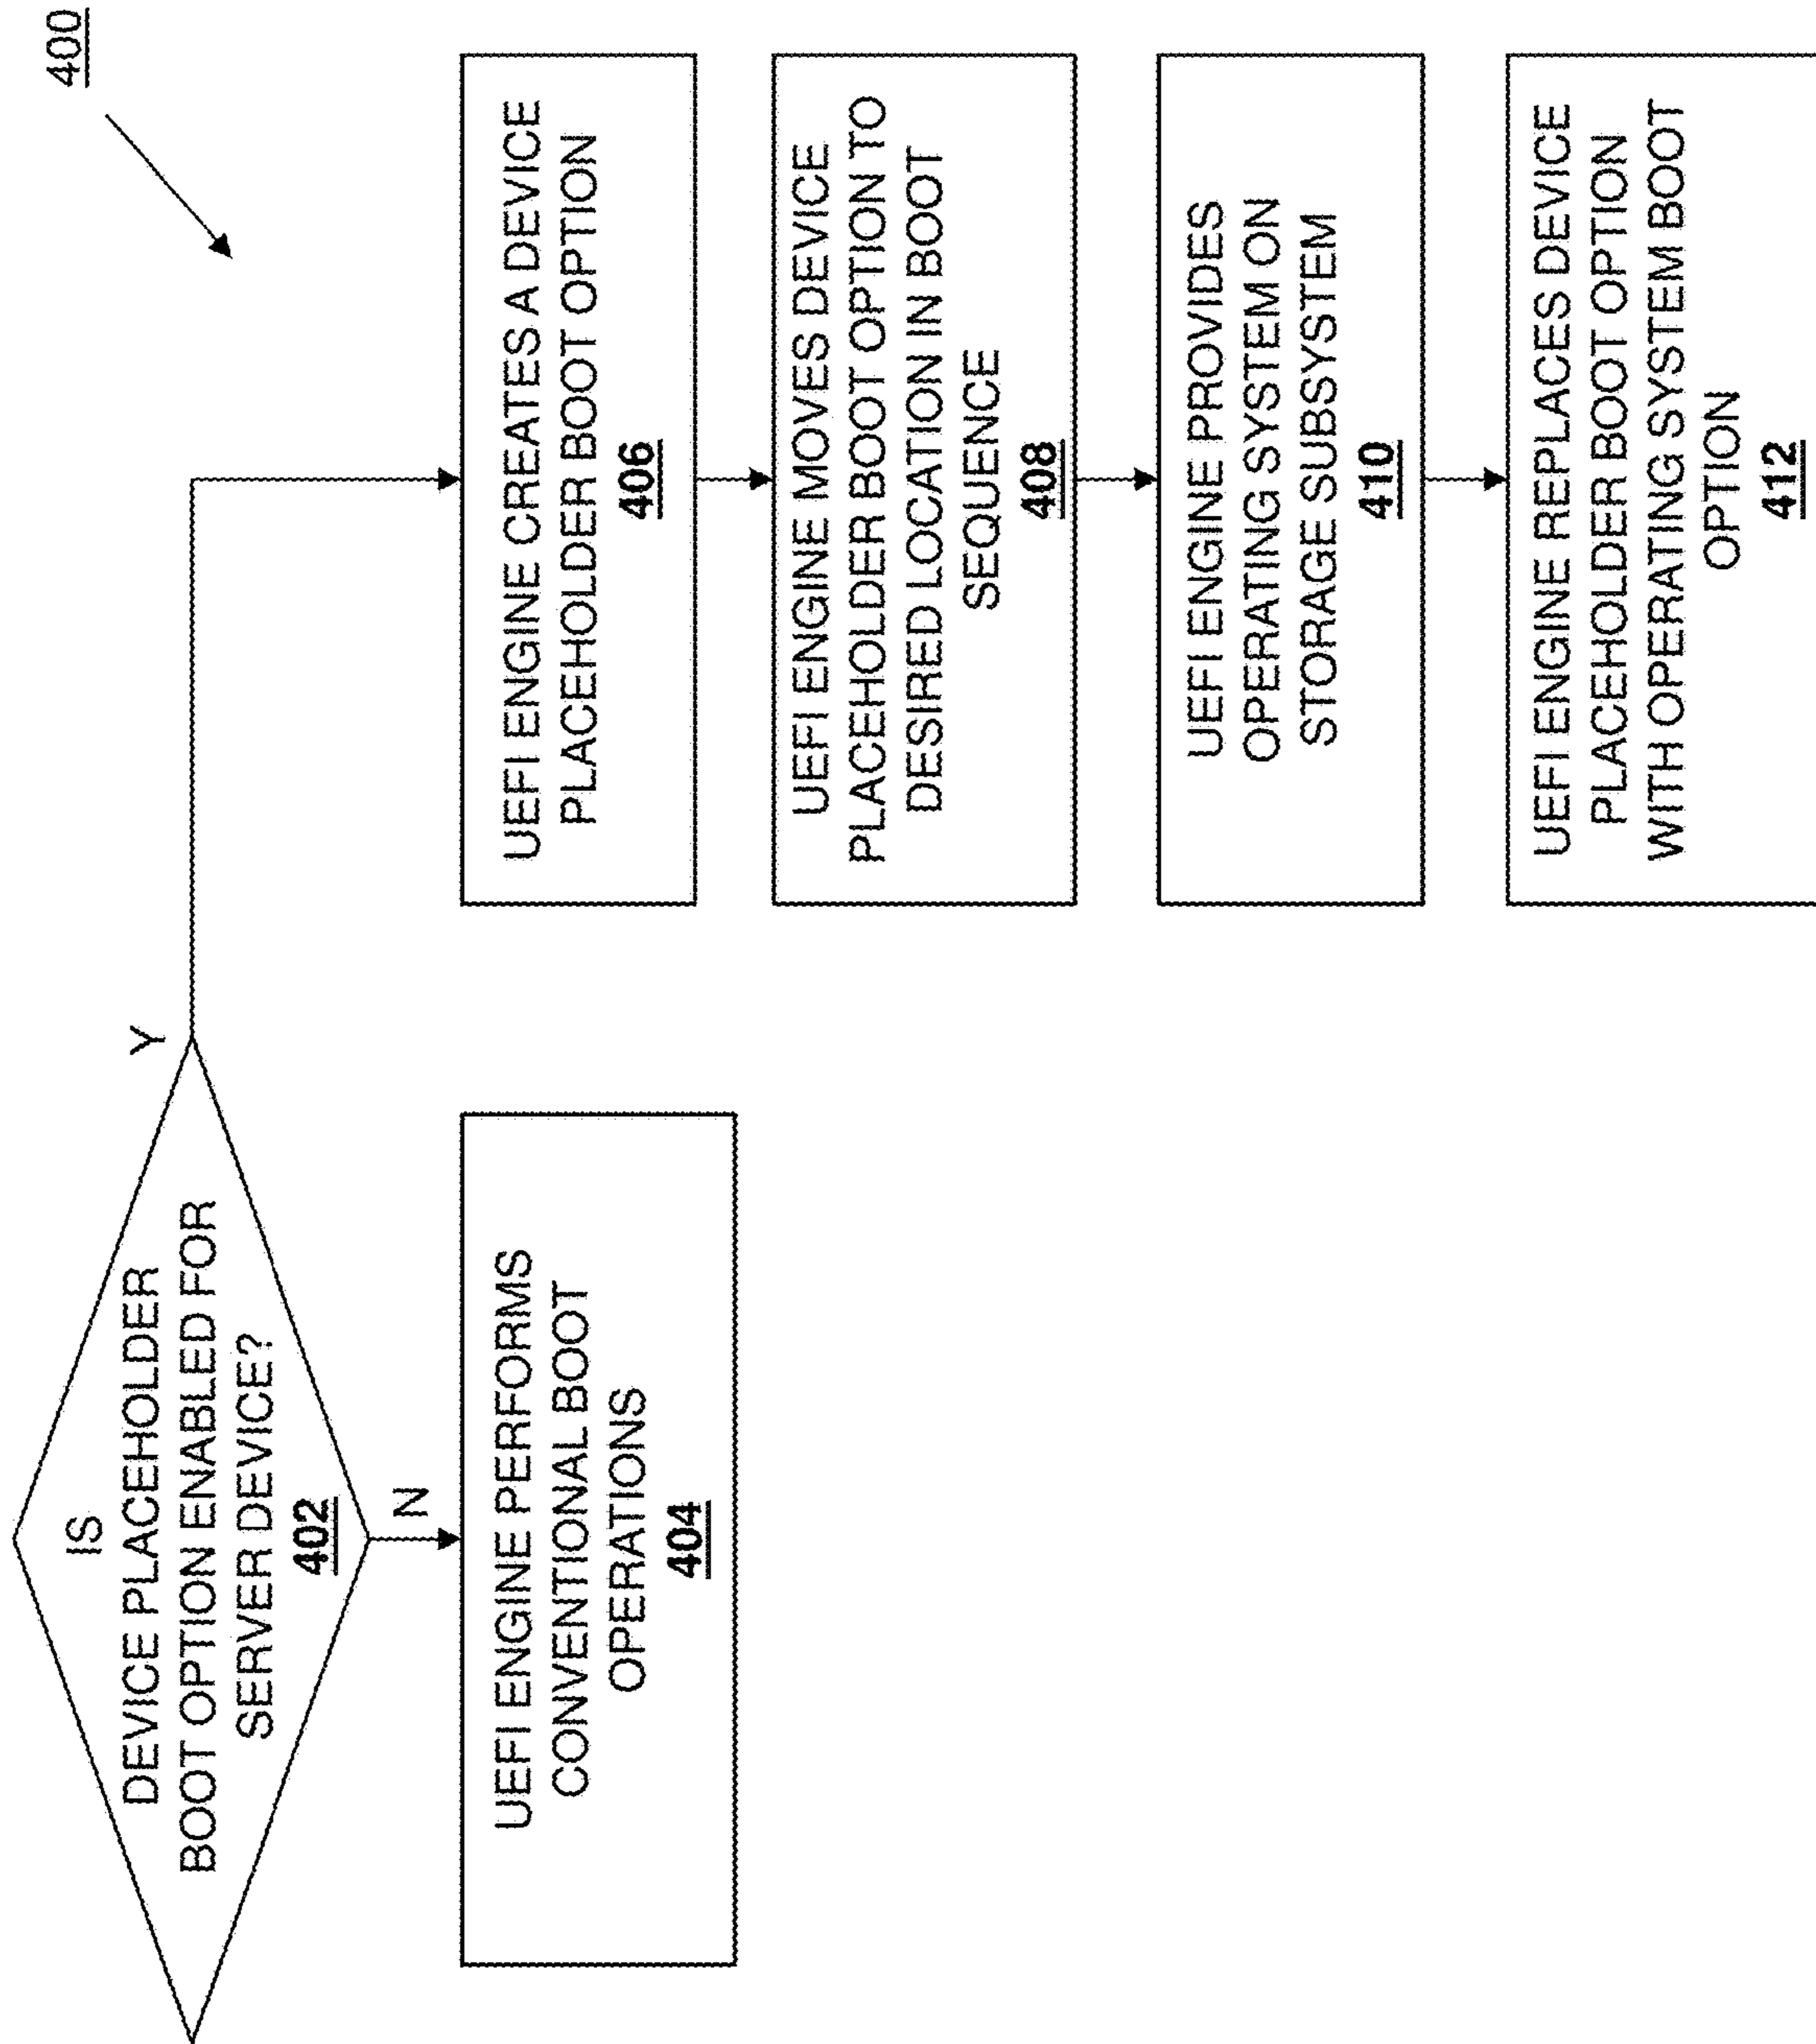 400
IS
DEVICE PLACEHOLDER
BOOT OPTION ENABLED FOR
SERVER DEVICE?
402
Y
N
UEFI ENGINE PERFORMS
CONVENTIONAL BOOT
OPERATIONS
404
UEFI ENGINE CREATES A DEVICE
PLACEHOLDER BOOT OPTION
406
UEFI ENGINE MOVES DEVICE
PLACEHOLDER BOOT OPTION TO
DESIRED LOCATION IN BOOT
SEQUENCE
408
UEFI ENGINE PROVIDES
OPERATING SYSTEM ON
STORAGE SUBSYSTEM
410
UEFI ENGINE REPLACES DEVICE
PLACEHOLDER BOOT OPTION
WITH OPERATING SYSTEM BOOT
OPTION
412